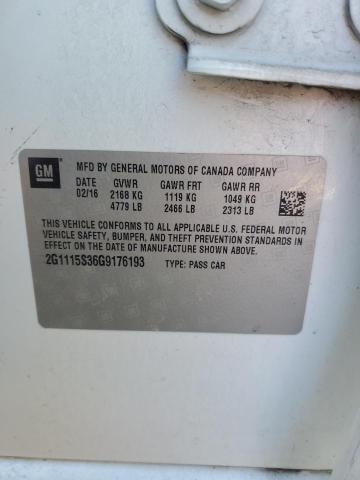 GM
MFD BY GENERAL MOTORS OF CANADA COMPANY
DATE GVWR GAWR FRT GAWR RR
02/16 2168 KG 1119 KG 1049 KG
4779 LB 2466 LB 2313 LB
THIS VEHICLE CONFORMS TO ALL APPLICABLE U.S. FEDERAL MOTOR
VEHICLE SAFETY, BUMPER, AND THEFT PREVENTION STANDARDS IN
EFFECT ON THE DATE OF MANUFACTURE SHOWN ABOVE.
2G1115S36G9176193 TYPE: PASS CAR